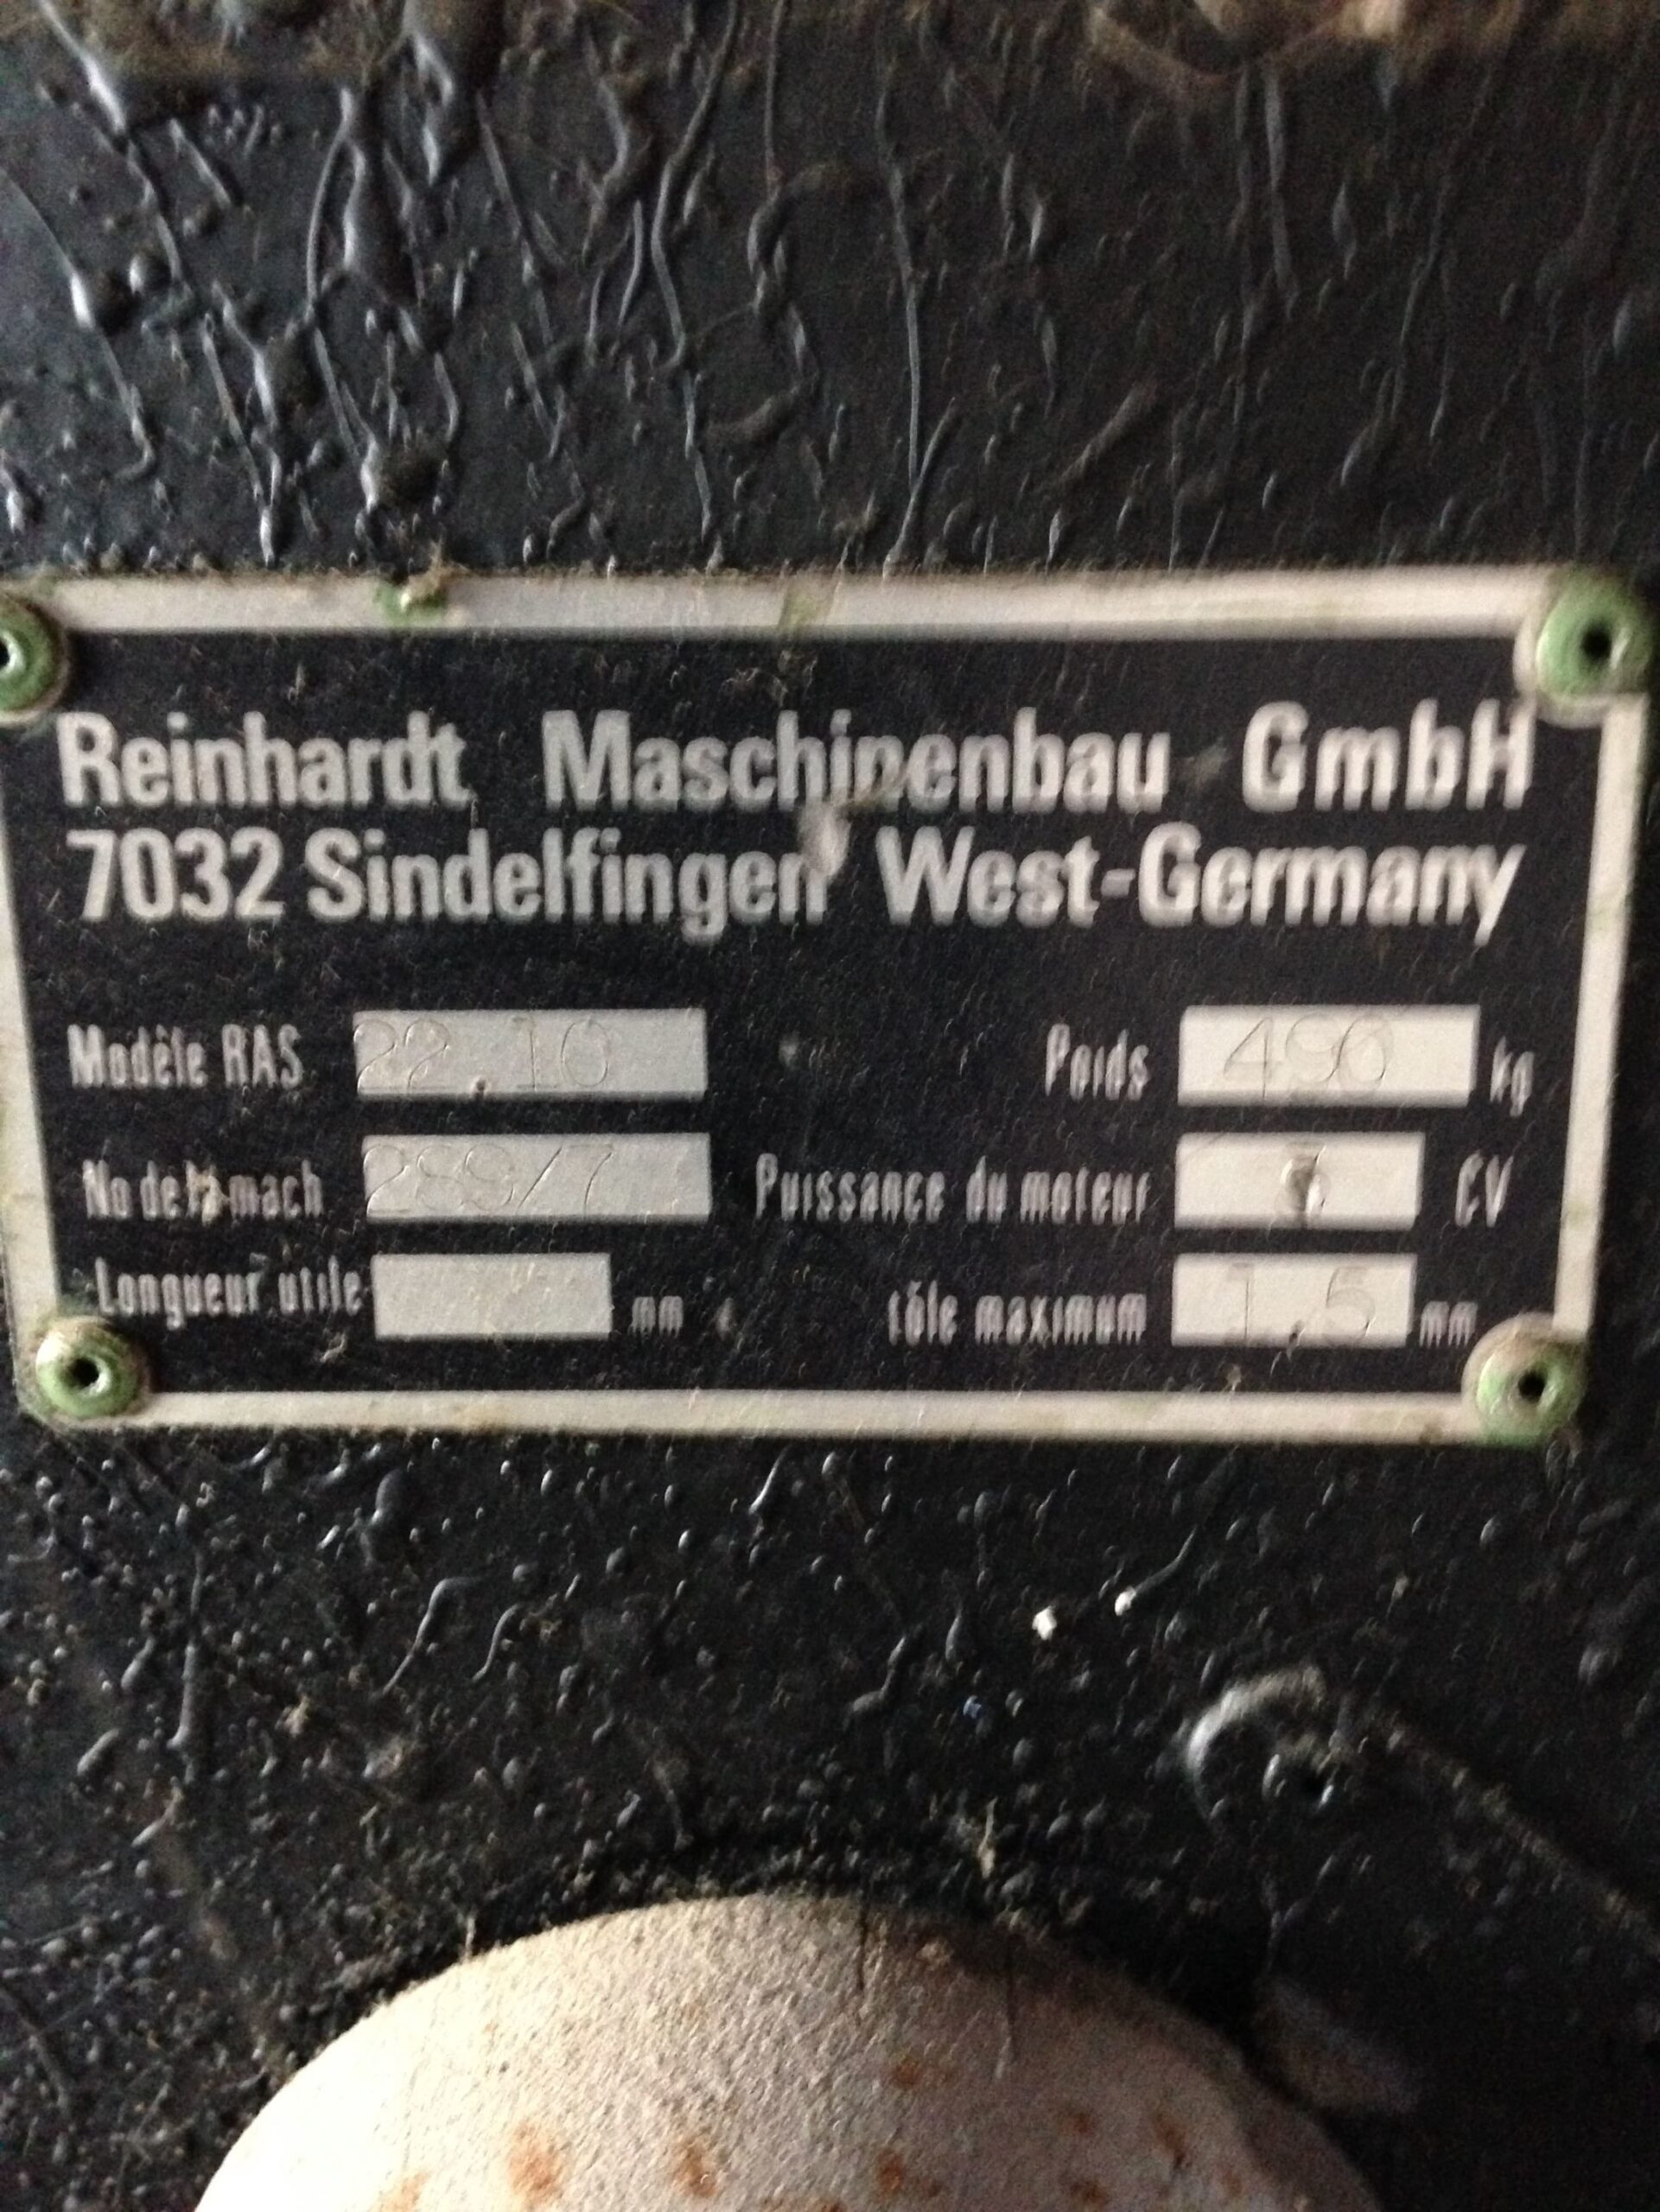 Reinhardt Maschinenbau GmbH
7032 Sindelfingen West-Germany
Modèle RAS 22.10 Poids 490 kg
No de la mach 289/7 Puissance du moteur CV
Longueur utile mm tôle maximum 1,5 mm